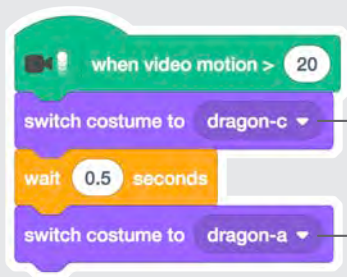 when video motion > 20
switch costume to dragon-c
wait 0.5 seconds
switch costume to dragon-a